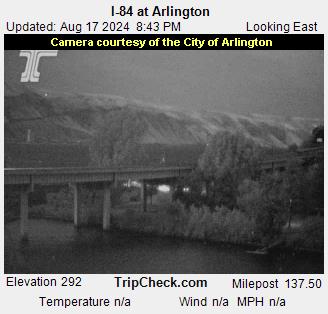 I-84 at Arlington
Updated: Aug 17 2024 8:43 PM Looking East
Camera courtesy of the City of Arlington
Elevation 292 TripCheck.com Milepost 137.50
Temperature n/a Wind n/a MPH n/a